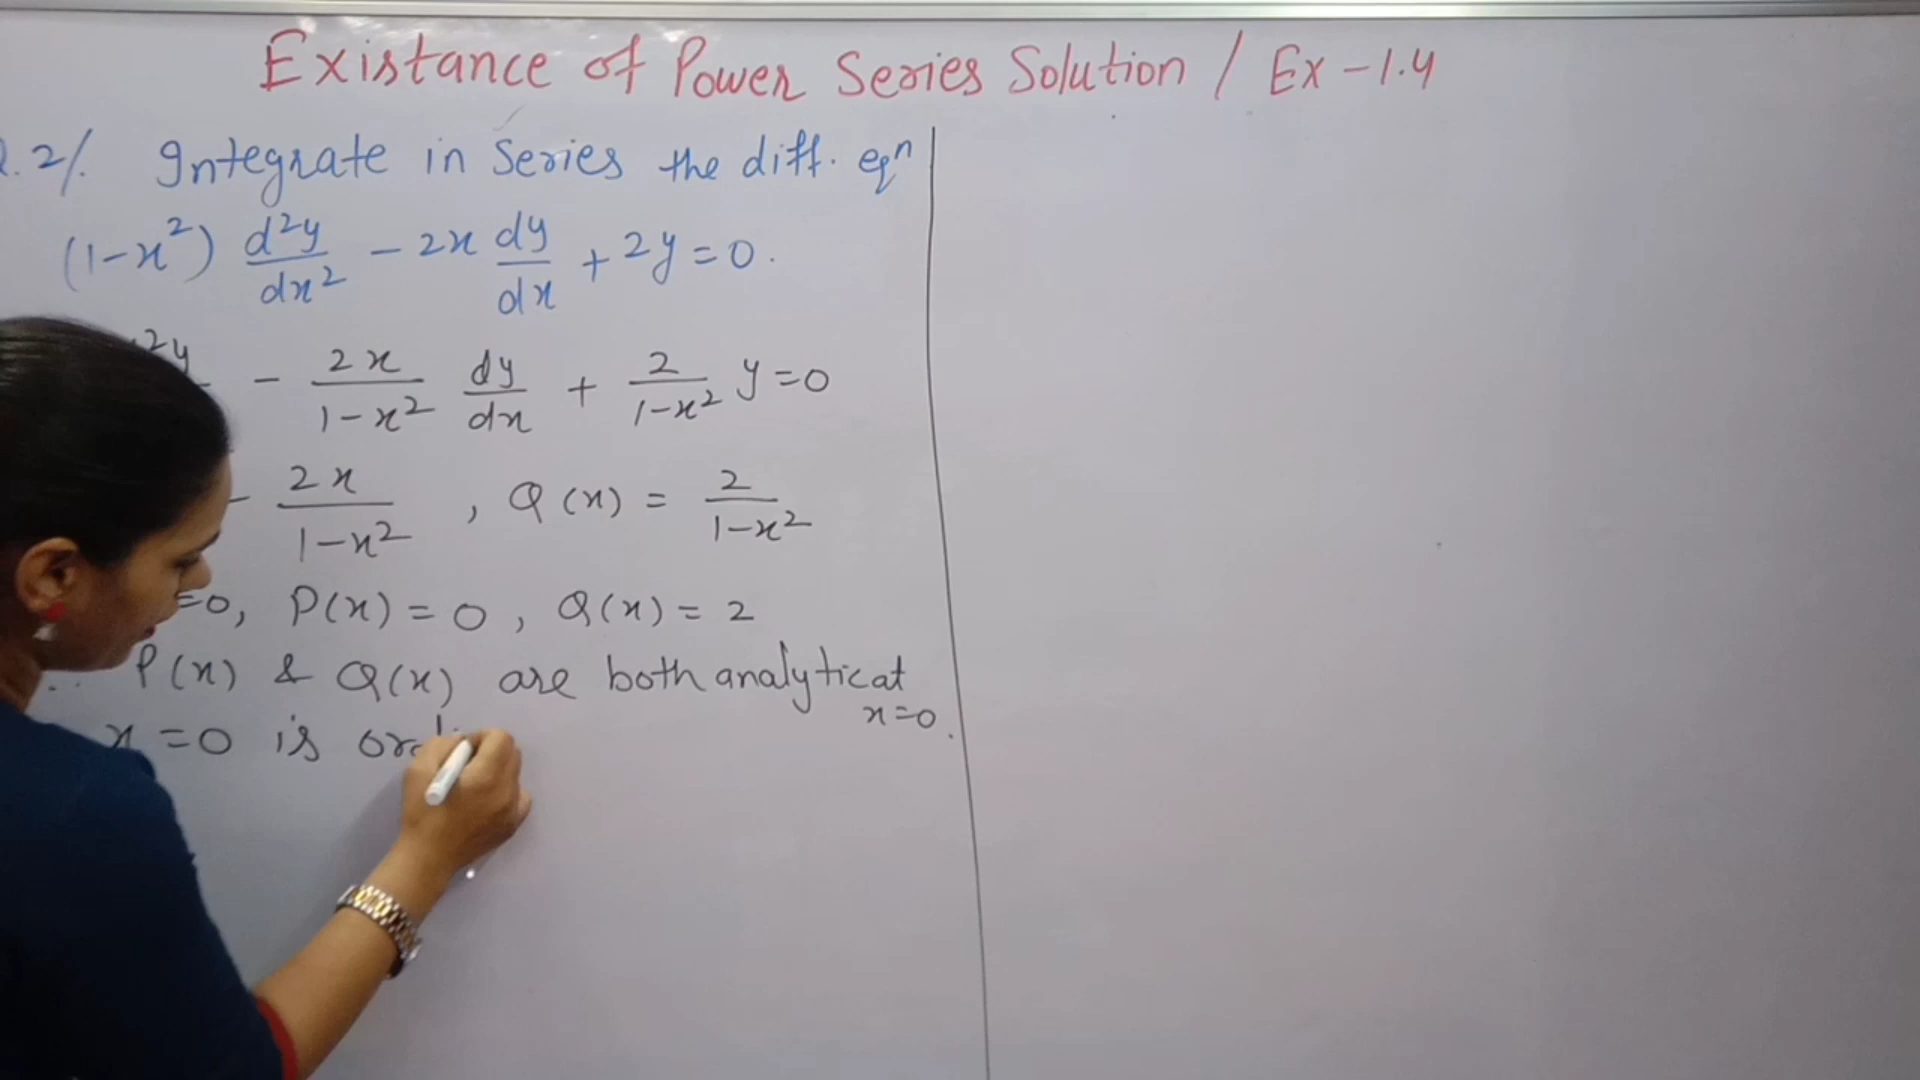 Existance of Power Series Solution / Ex-1.4
2/. Integrate in Series the diff. eqn
(1-x²) d²y/dx² - 2x dy/dx + 2y = 0.
²y - 2x/1-x² dy/dx + 2/1-x² y = 0
- 2x/1-x² , Q(x) = 2/1-x²
=0, P(x) = 0, Q(x) = 2
P(x) & Q(x) are both analytic at x=0.
x=0 is